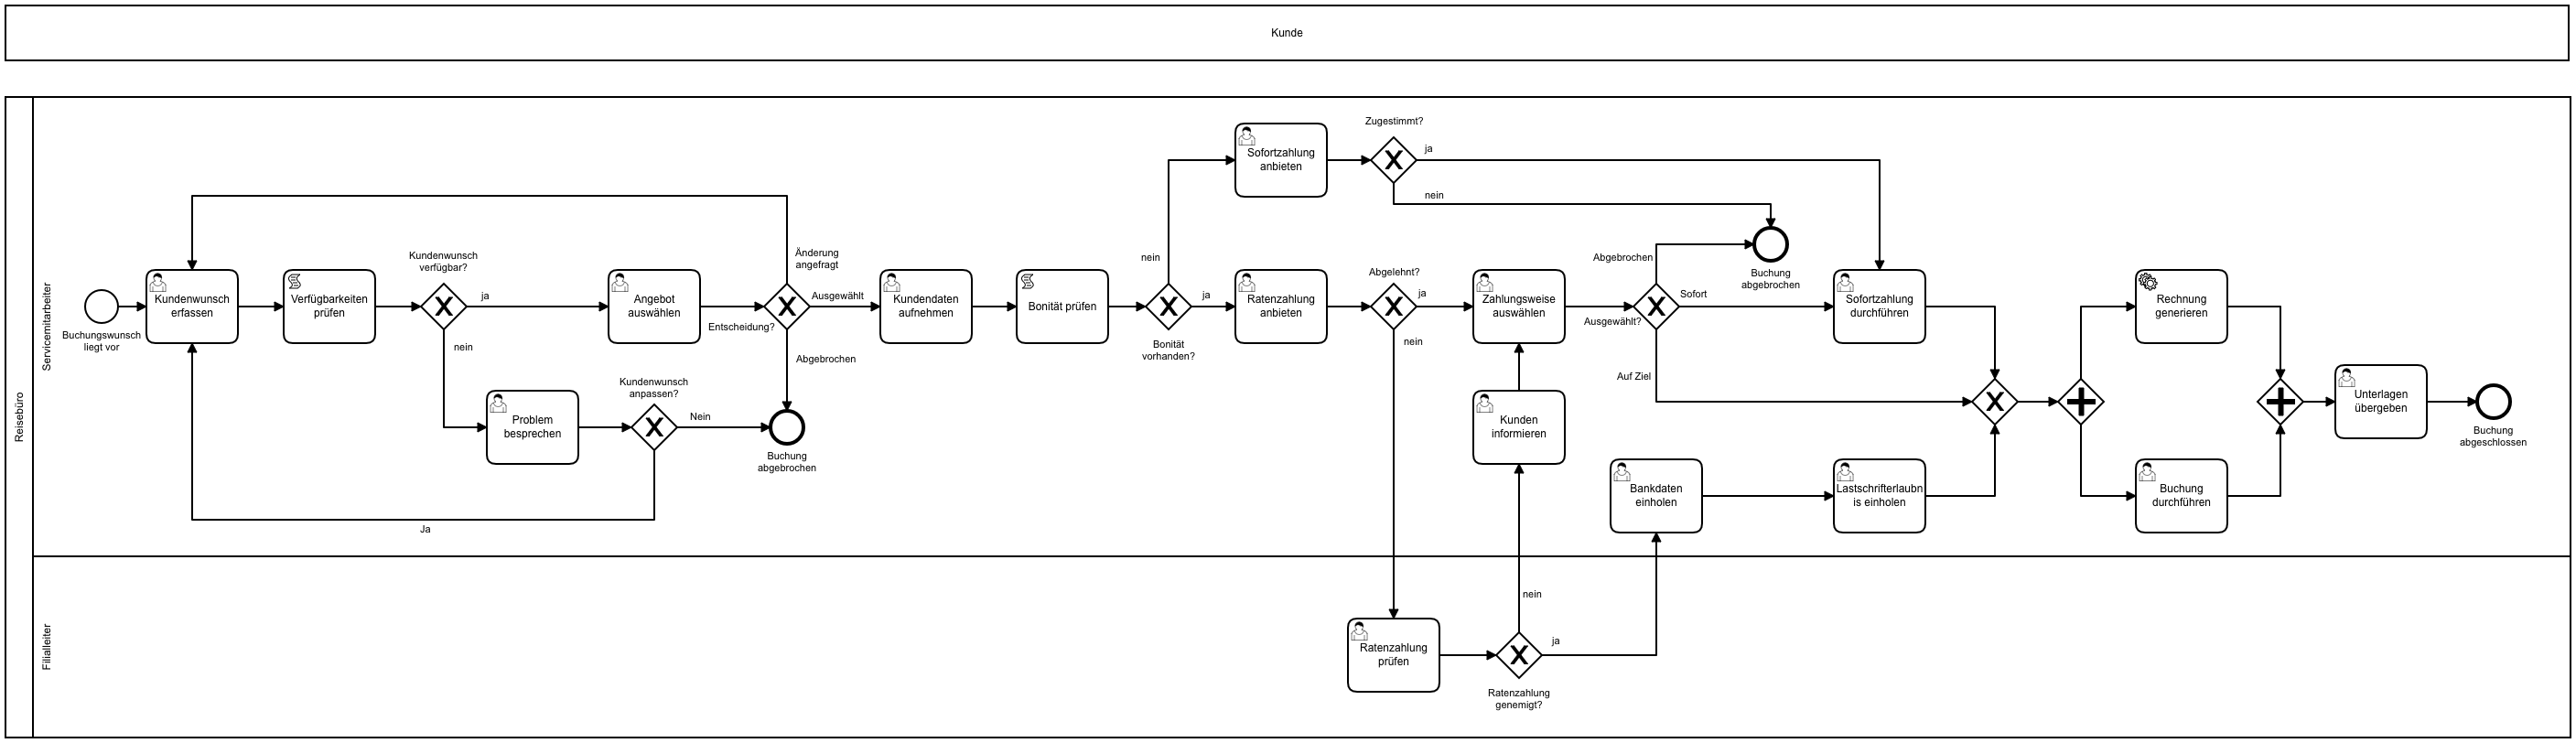 Kunde
Reisebüro
Servicemitarbeiter
Filialleiter
Buchungswunsch
liegt vor
Kundenwunsch
erfassen
Verfügbarkeiten
prüfen
Kundenwunsch
verfügbar?
ja
nein
Problem
besprechen
Kundenwunsch
anpassen?
Nein
Ja
Angebot
auswählen
Entscheidung?
Änderung
angefragt
Ausgewählt
Abgebrochen
Buchung
abgebrochen
Kundendaten
aufnehmen
Bonität prüfen
Bonität
vorhanden?
nein
ja
Sofortzahlung
anbieten
Zugestimmt?
ja
nein
Ratenzahlung
anbieten
Abgelehnt?
ja
nein
Zahlungsweise
auswählen
Kunden
informieren
Ausgewählt?
Abgebrochen
Sofort
Auf Ziel
Buchung
abgebrochen
Sofortzahlung
durchführen
Bankdaten
einholen
Lastschrifterlaubn
is einholen
Ratenzahlung
prüfen
Ratenzahlung
genemigt?
nein
ja
Rechnung
generieren
Buchung
durchführen
Unterlagen
übergeben
Buchung
abgeschlossen